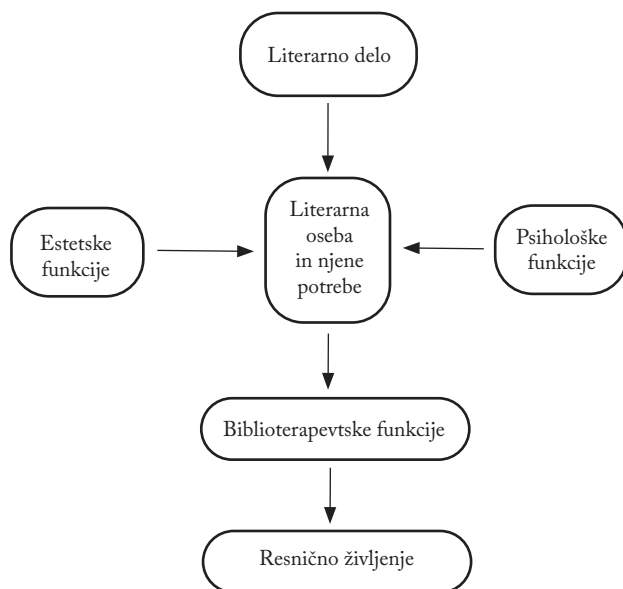 Literarno delo
Estetske
funkcije
Literarna
oseba
in njene
potrebe
Psihološke
funkcije
Biblioterapevtske funkcije
Resnično življenje